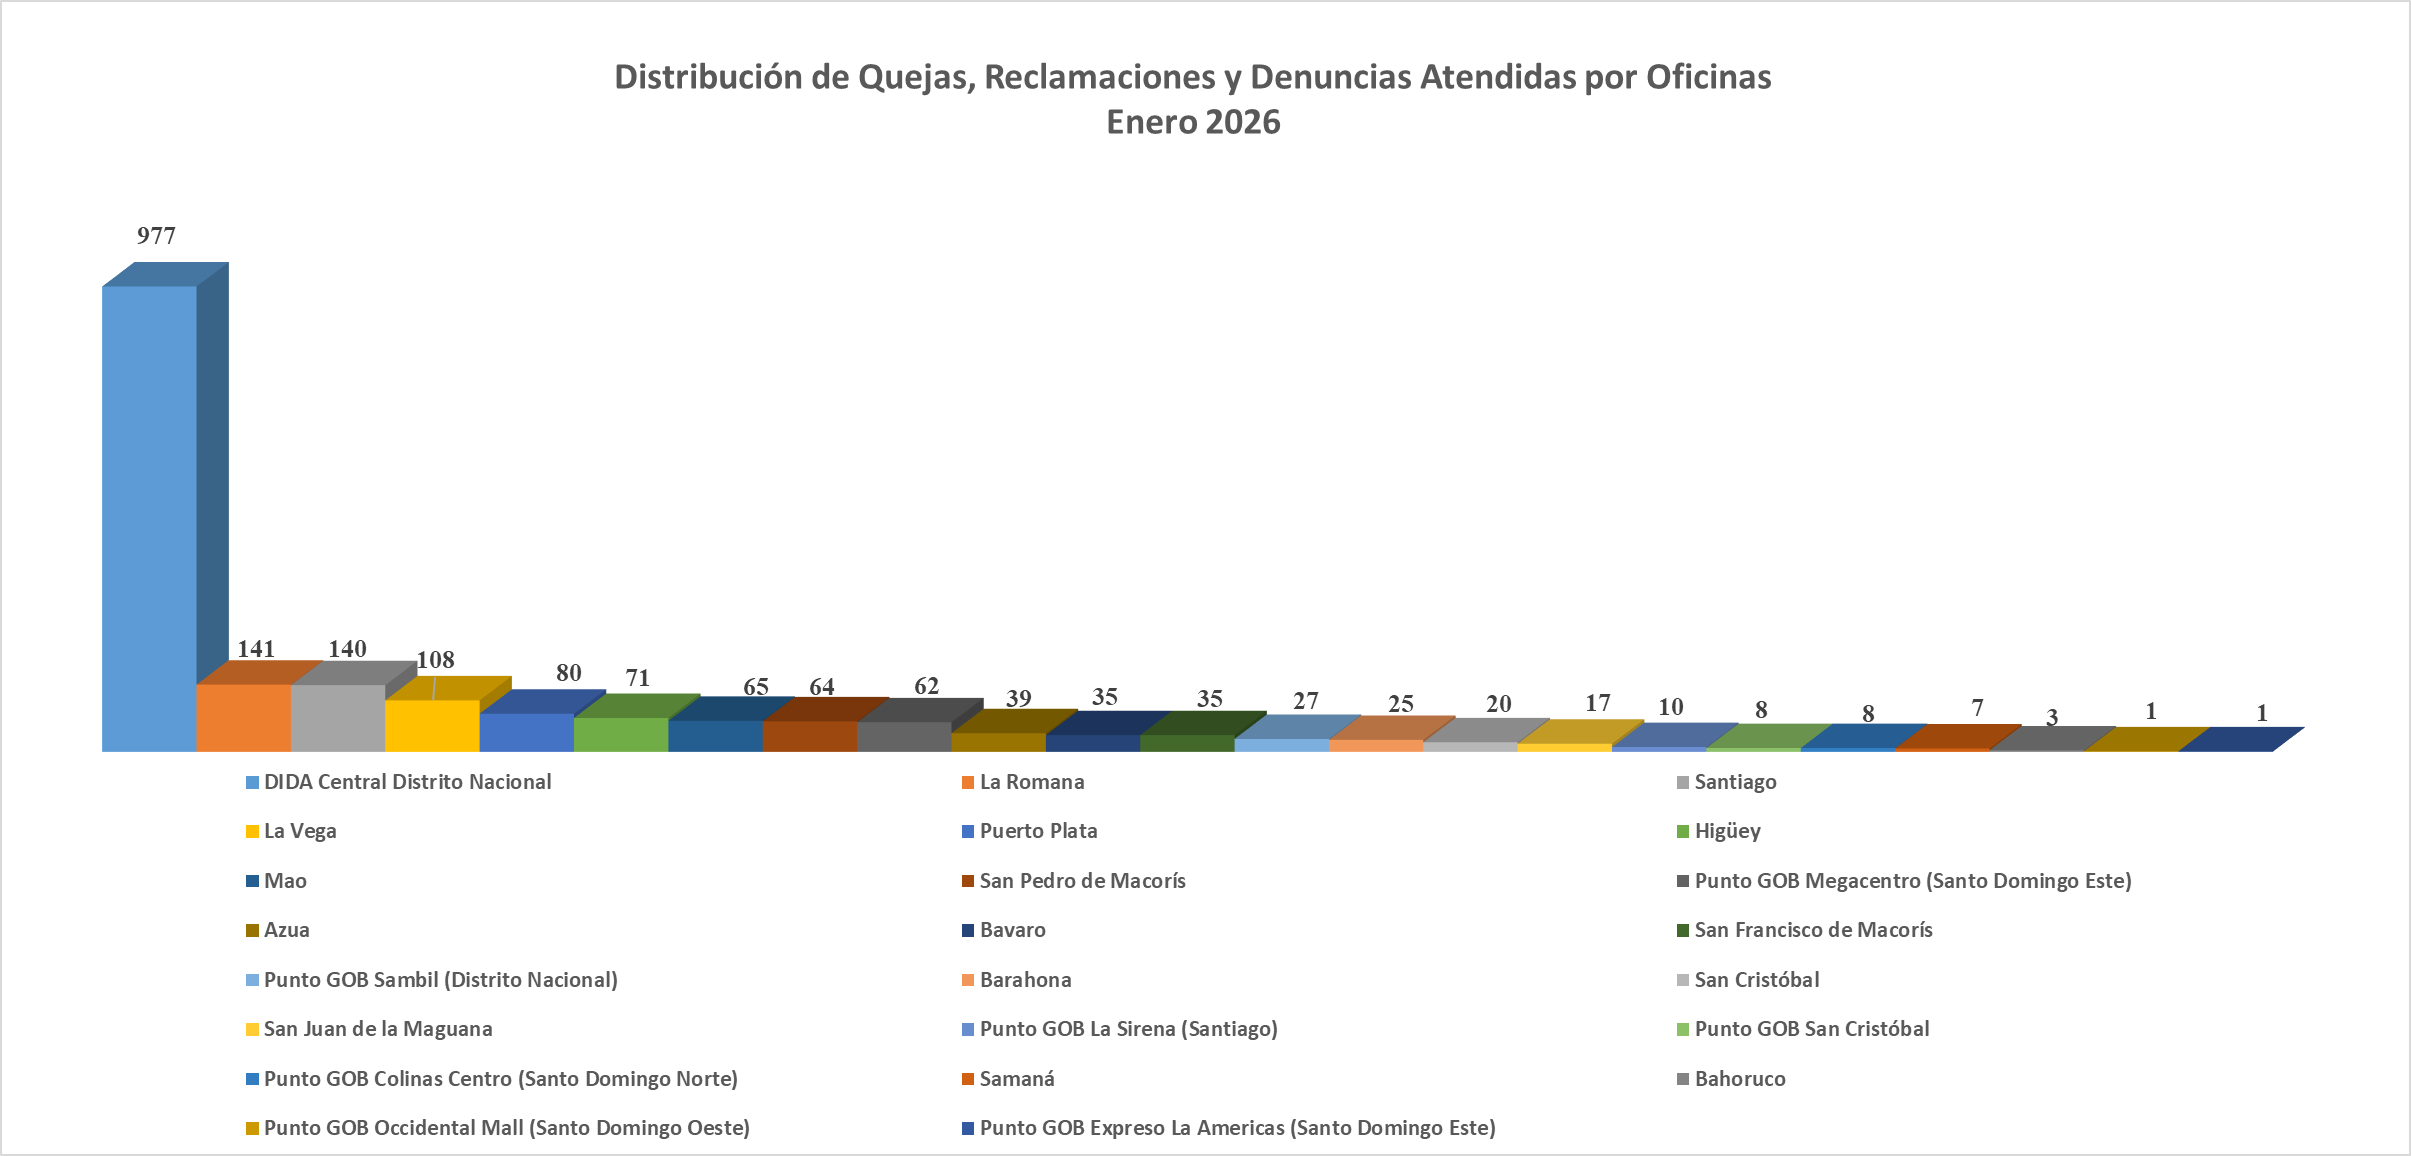 Distribución de Quejas, Reclamaciones y Denuncias Atendidas por Oficinas
Enero 2026
977
141
140
108
80
71
65
64
62
39
35
35
27
25
20
17
10
8
8
7
3
1
1
DIDA Central Distrito Nacional
La Romana
Santiago
La Vega
Puerto Plata
Higüey
Mao
San Pedro de Macorís
Punto GOB Megacentro (Santo Domingo Este)
Azua
Bavaro
San Francisco de Macorís
Punto GOB Sambil (Distrito Nacional)
Barahona
San Cristóbal
San Juan de la Maguana
Punto GOB La Sirena (Santiago)
Punto GOB San Cristóbal
Punto GOB Colinas Centro (Santo Domingo Norte)
Samaná
Bahoruco
Punto GOB Occidental Mall (Santo Domingo Oeste)
Punto GOB Expreso La Americas (Santo Domingo Este)